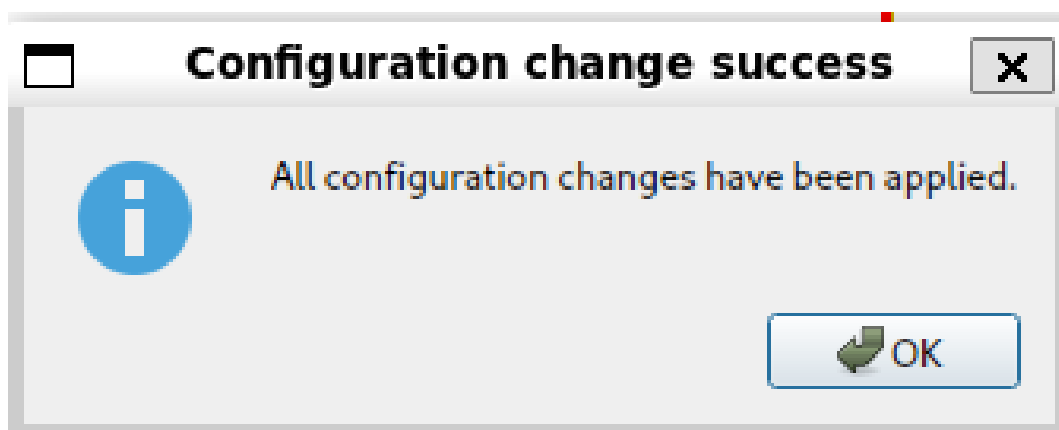 Configuration change success
All configuration changes have been applied.
OK